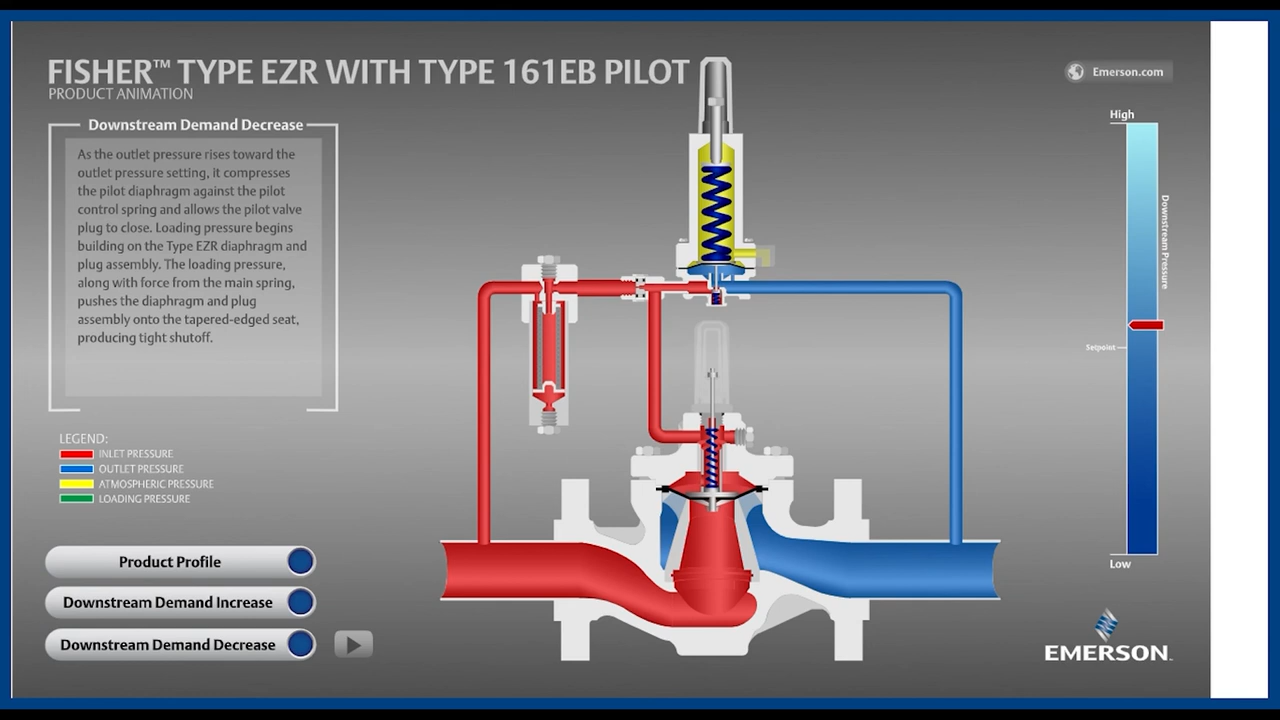 FISHER™ TYPE EZR WITH TYPE 161EB PILOT
PRODUCT ANIMATION
Emerson.com
Downstream Demand Decrease
As the outlet pressure rises toward the
outlet pressure setting, it compresses
the pilot diaphragm against the pilot
control spring and allows the pilot valve
plug to close. Loading pressure begins
building on the Type EZR diaphragm and
plug assembly. The loading pressure,
along with force from the main spring,
pushes the diaphragm and plug
assembly onto the tapered-edged seat,
producing tight shutoff.
LEGEND:
INLET PRESSURE
OUTLET PRESSURE
ATMOSPHERIC PRESSURE
LOADING PRESSURE
Product Profile
Downstream Demand Increase
Downstream Demand Decrease
High
Downstream Pressure
Setpoint
Low
EMERSON™